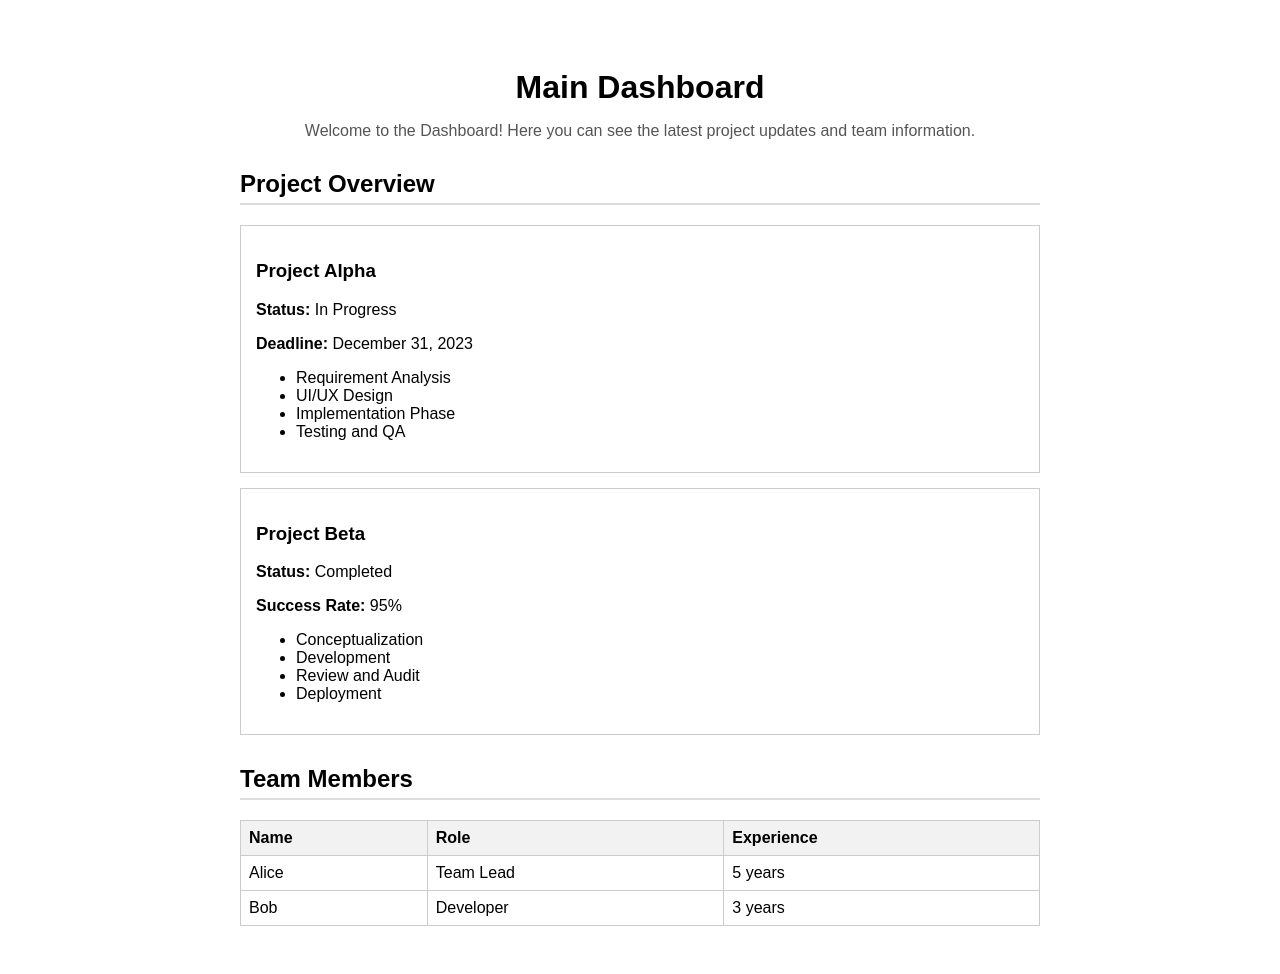 Main Dashboard
Welcome to the Dashboard! Here you can see the latest project updates and team information.
Project Overview
Project Alpha
Status: In Progress
Deadline: December 31, 2023
Requirement Analysis
UI/UX Design
Implementation Phase
Testing and QA
Project Beta
Status: Completed
Success Rate: 95%
Conceptualization
Development
Review and Audit
Deployment
Team Members
Name Role Experience
Alice Team Lead 5 years
Bob Developer 3 years